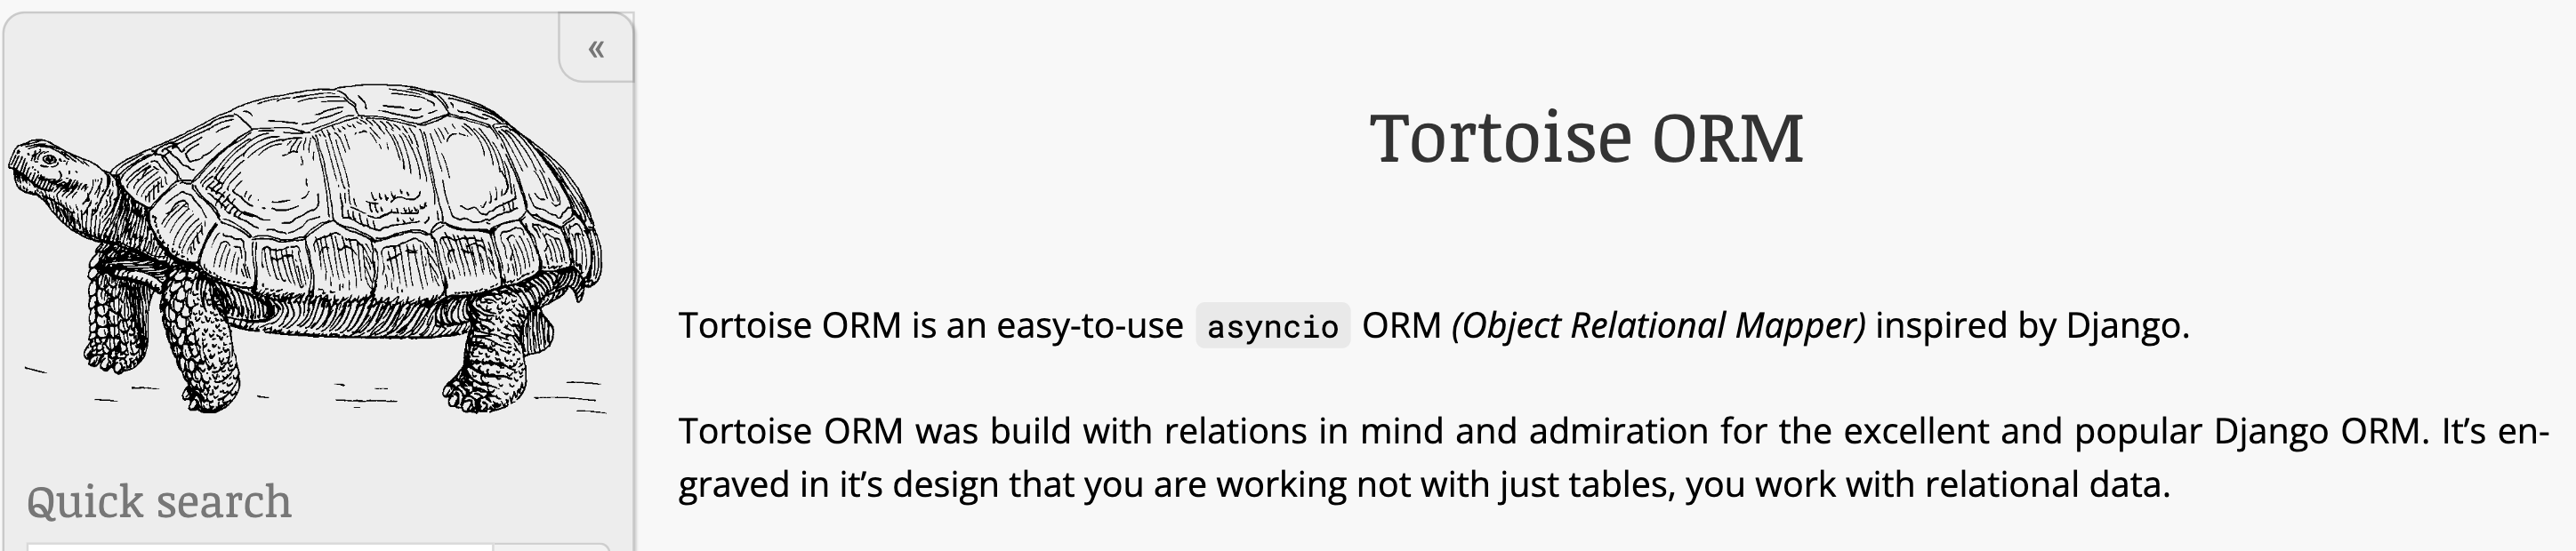 «
Tortoise ORM
Tortoise ORM is an easy-to-use asyncio ORM (Object Relational Mapper) inspired by Django.
Tortoise ORM was build with relations in mind and admiration for the excellent and popular Django ORM. It’s en-
graved in it’s design that you are working not with just tables, you work with relational data.
Quick search